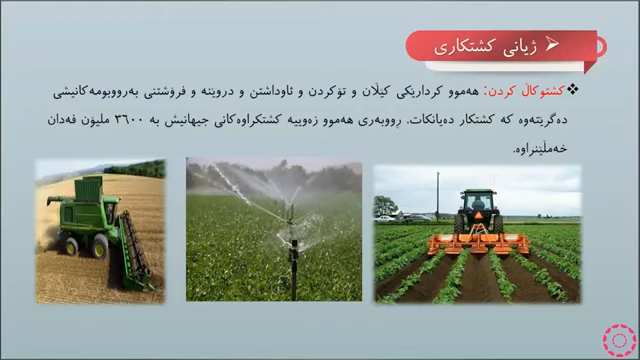 ژیانی کشتکاری
کشتوکاڵ کردن: هەموو کردارێکی کێڵان و تۆکردن و ئاوداشتن و دروێنە و فرۆشتنی بەرووبومەکانیشی
دەگرێتەوە کە کشتکار دەیانکات. ڕووبەری هەموو زەوییە کشتکراوەکانی جیهانیش بە ٣٦٠٠ ملیۆن فەدان
خەمڵێنراوە.